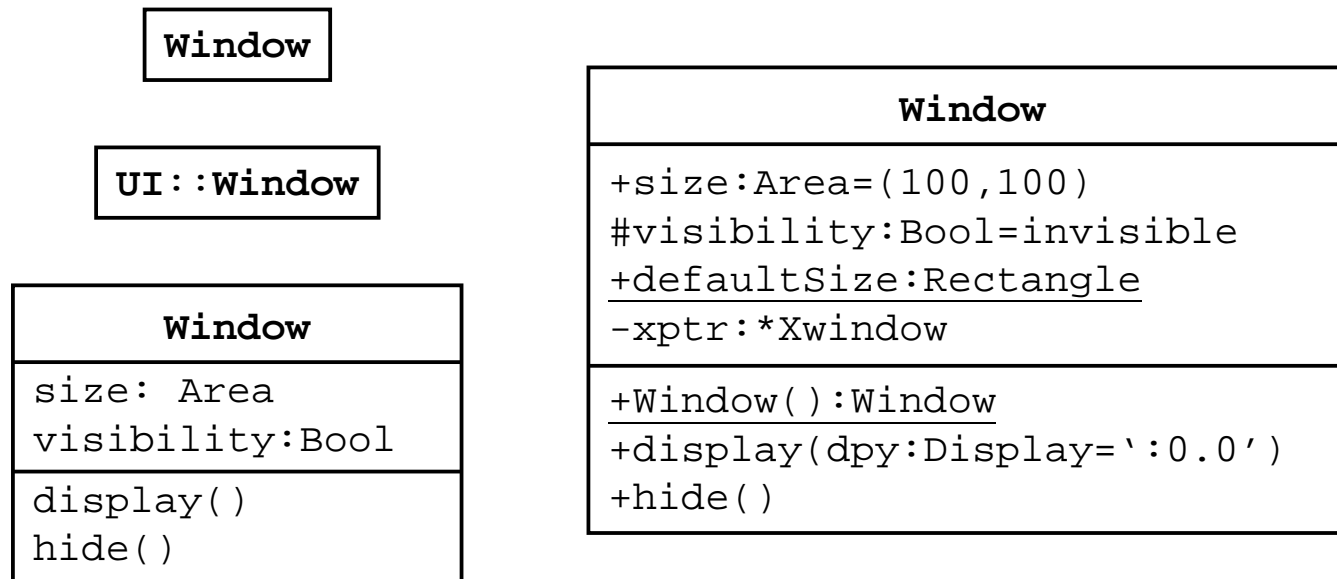 Window
UI::Window
Window
size: Area
visibility:Bool
display()
hide()
Window
+size:Area=(100,100)
#visibility:Bool=invisible
+defaultSize:Rectangle
-xptr:*Xwindow
+Window():Window
+display(dpy:Display=‘:0.0’)
+hide()